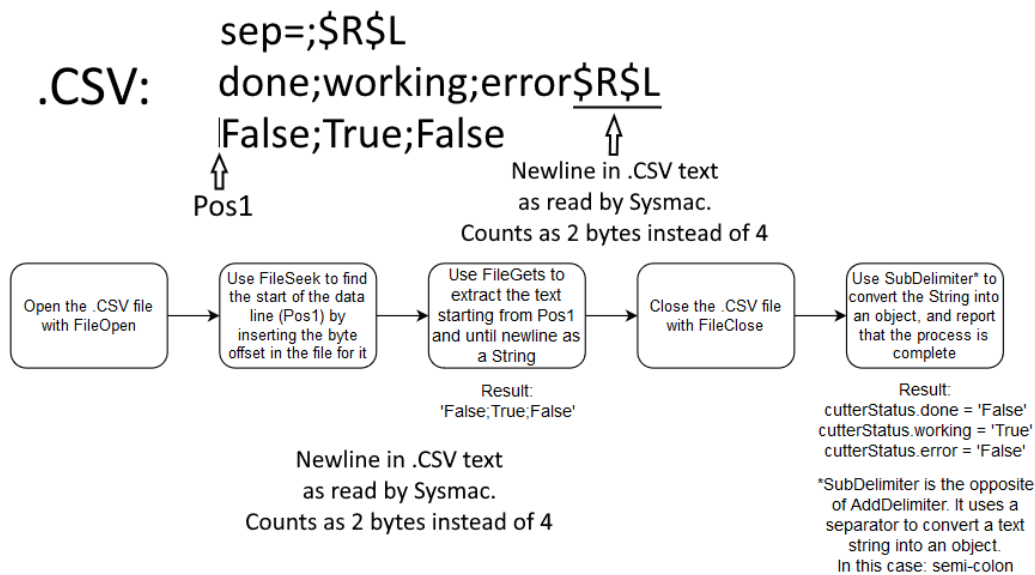 sep=;$R$L
.CSV:
done;working;error$R$L
False;True;False
Pos1
Newline in .CSV text
as read by Sysmac.
Counts as 2 bytes instead of 4
Open the .CSV file
with FileOpen
Use FileSeek to find
the start of the data
line (Pos1) by
inserting the byte
offset in the file for it
Use FileGets to
extract the text
starting from Pos1
and until newline as
a String
Close the .CSV file
with FileClose
Use SubDelimiter* to
convert the String into
an object, and report
that the process is
complete
Result:
'False;True;False'
Result:
cutterStatus.done = 'False'
cutterStatus.working = 'True'
cutterStatus.error = 'False'
Newline in .CSV text
as read by Sysmac.
Counts as 2 bytes instead of 4
*SubDelimiter is the opposite
of AddDelimiter. It uses a
separator to convert a text
string into an object.
In this case: semi-colon